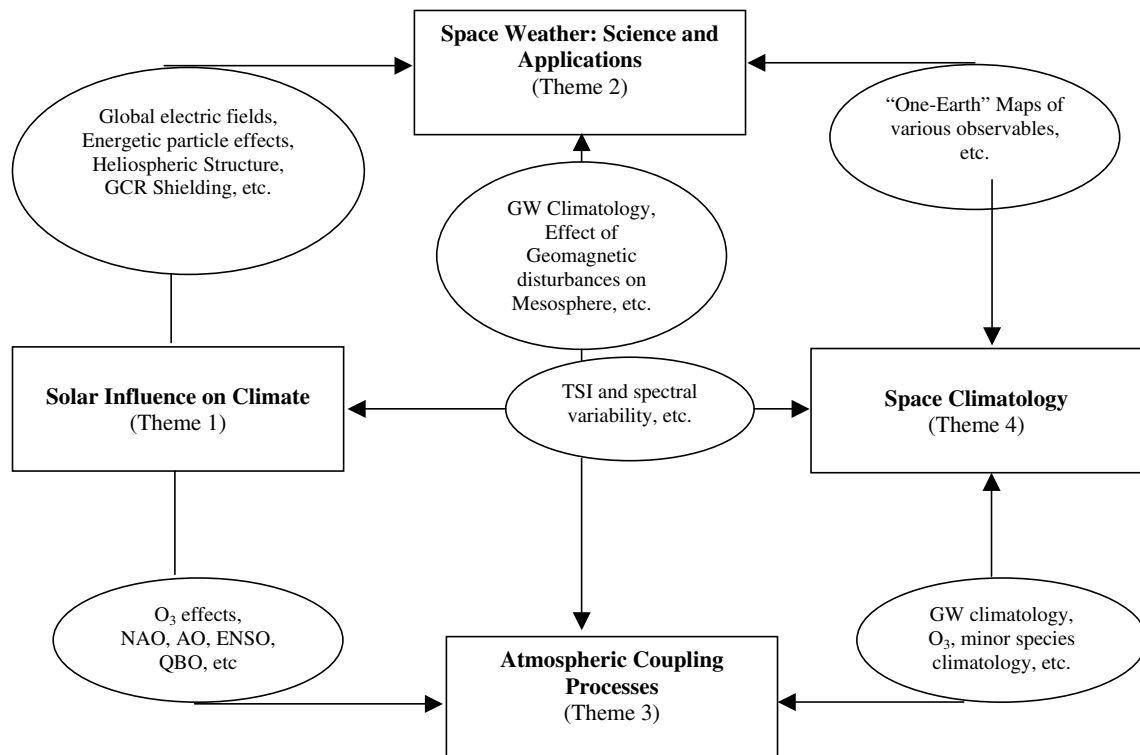 Space Weather: Science and
Applications
(Theme 2)
Global electric fields,
Energetic particle effects,
Heliospheric Structure,
GCR Shielding, etc.
“One-Earth” Maps of
various observables,
etc.
GW Climatology,
Effect of
Geomagnetic
disturbances on
Mesosphere, etc.
Solar Influence on Climate
(Theme 1)
TSI and spectral
variability, etc.
Space Climatology
(Theme 4)
O₃ effects,
NAO, AO, ENSO,
QBO, etc
GW climatology,
O₃, minor species
climatology, etc.
Atmospheric Coupling
Processes
(Theme 3)